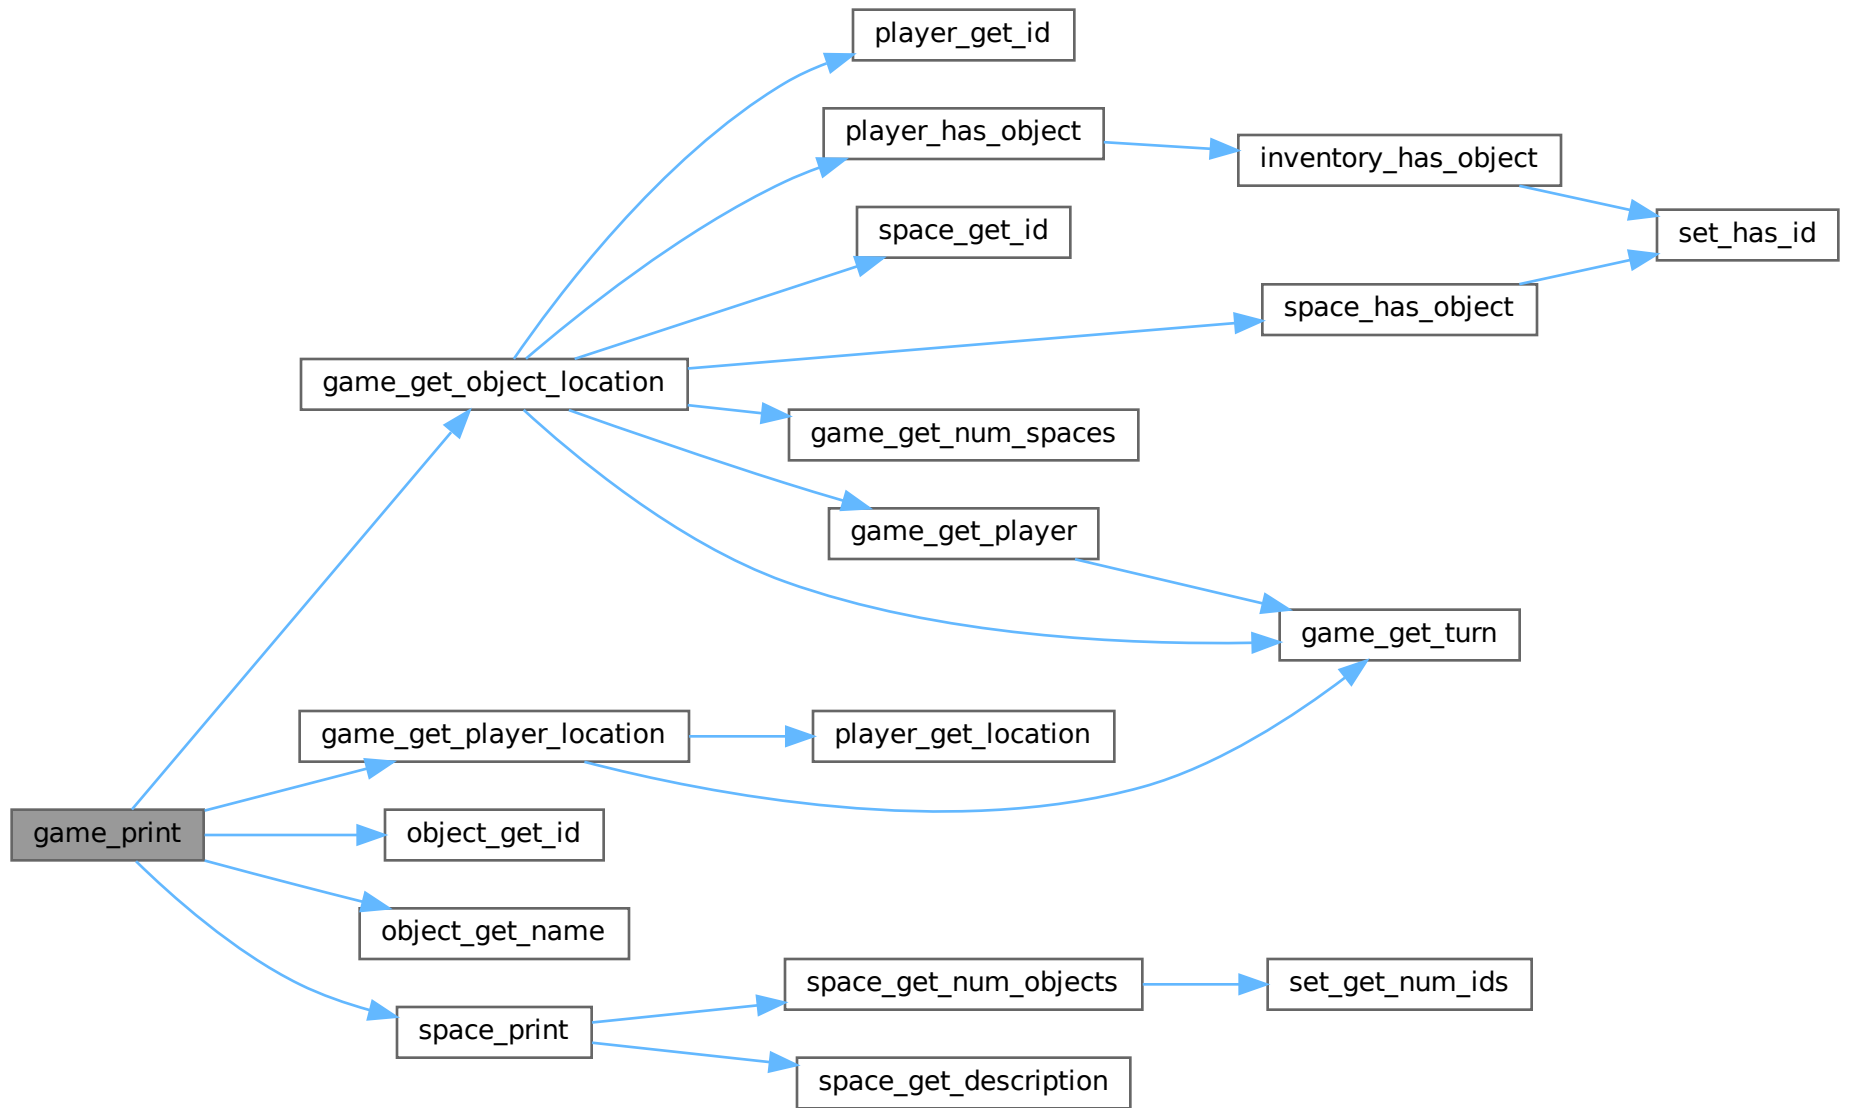 player_get_id
player_has_object
inventory_has_object
space_get_id
set_has_id
space_has_object
game_get_object_location
game_get_num_spaces
game_get_player
game_get_turn
game_get_player_location
player_get_location
game_print
object_get_id
object_get_name
space_get_num_objects
set_get_num_ids
space_print
space_get_description